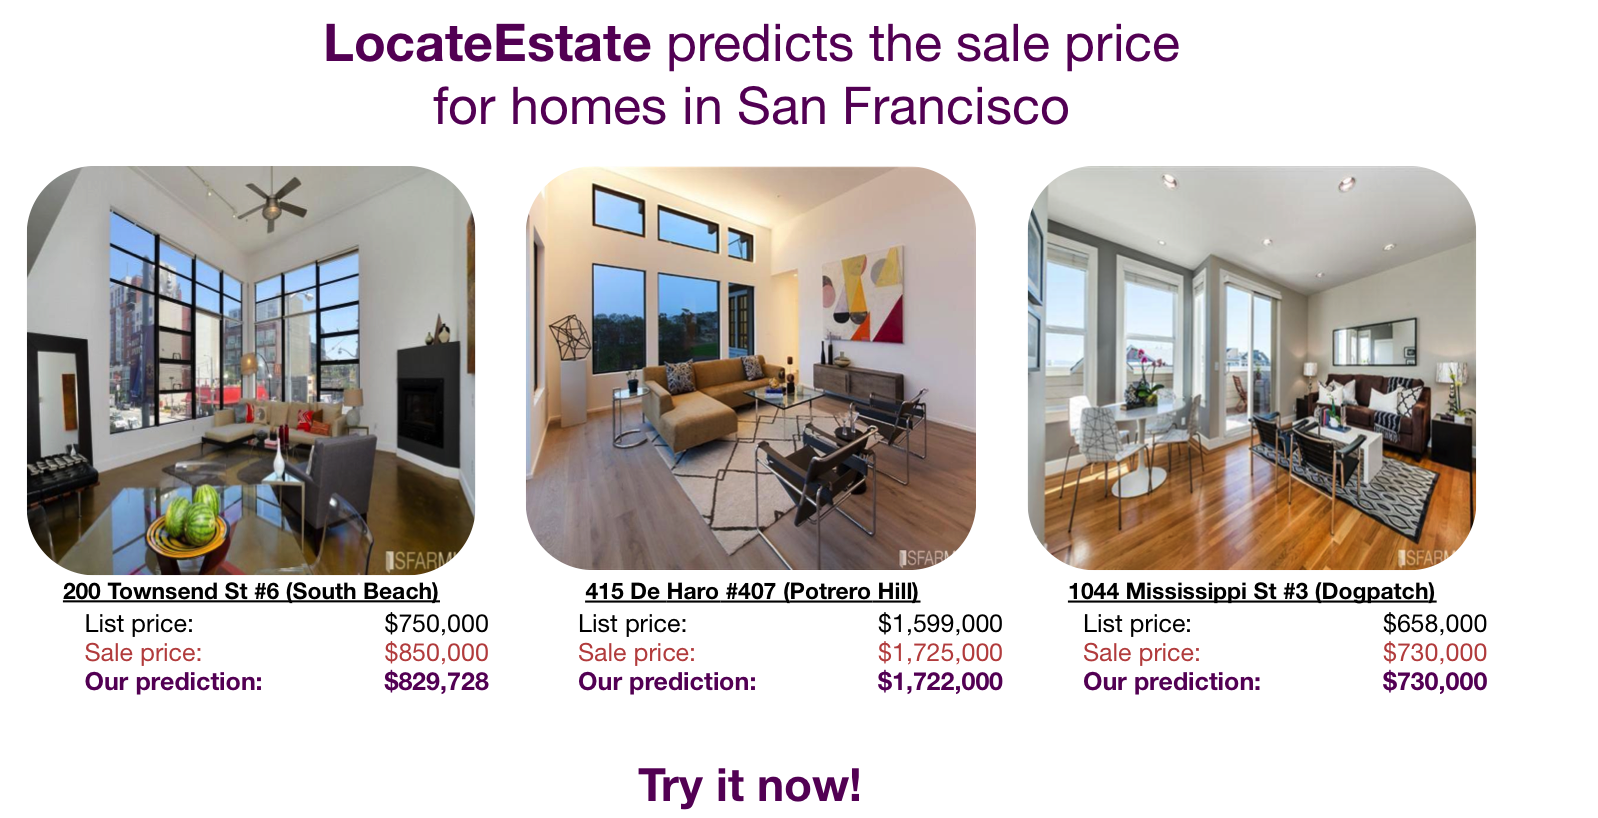 LocateEstate predicts the sale price
for homes in San Francisco
SFARM
SFARM
SFARM
200 Townsend St #6 (South Beach)
List price: $750,000
Sale price: $850,000
Our prediction: $829,728
415 De Haro #407 (Potrero Hill)
List price: $1,599,000
Sale price: $1,725,000
Our prediction: $1,722,000
1044 Mississippi St #3 (Dogpatch)
List price: $658,000
Sale price: $730,000
Our prediction: $730,000
Try it now!